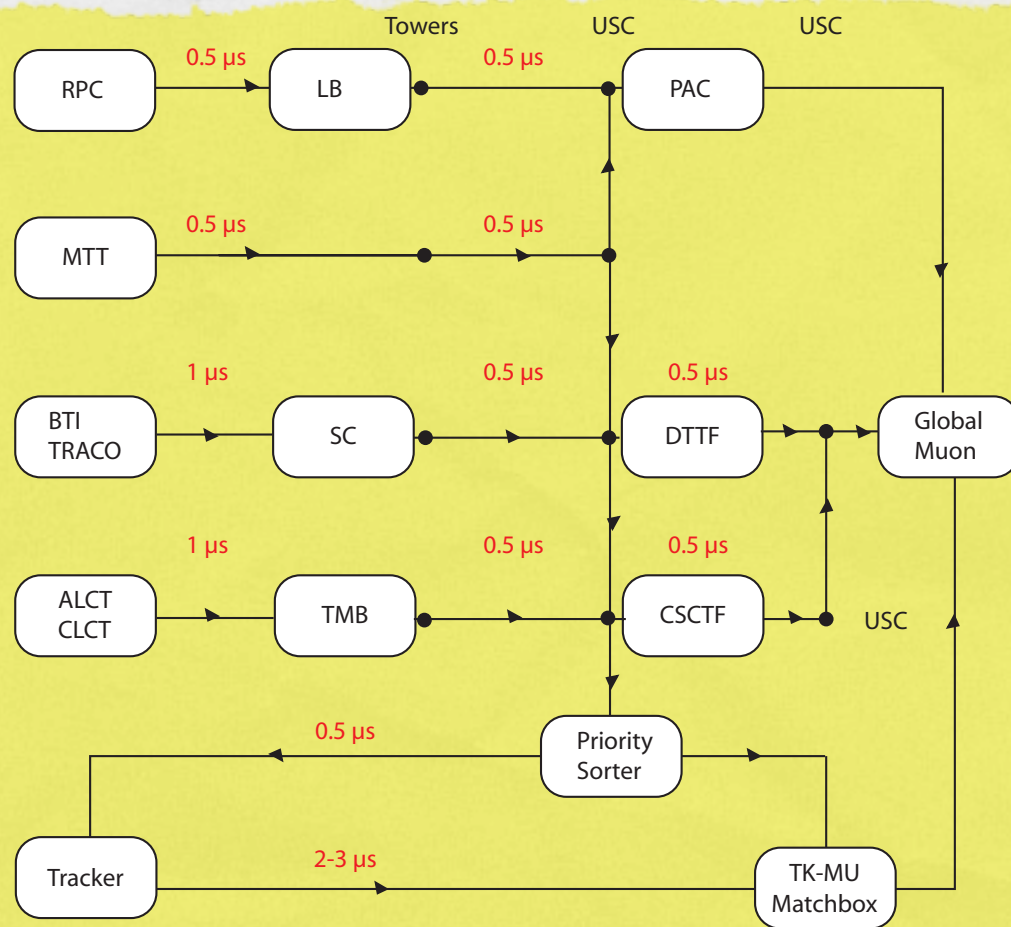 Towers USC USC
0.5 µs 0.5 µs
RPC LB PAC
0.5 µs 0.5 µs
MTT
1 µs 0.5 µs 0.5 µs
BTI
TRACO
SC DTTF
Global
Muon
1 µs 0.5 µs 0.5 µs
ALCT
CLCT
TMB CSCTF USC
0.5 µs
Priority
Sorter
2-3 µs
Tracker
TK-MU
Matchbox